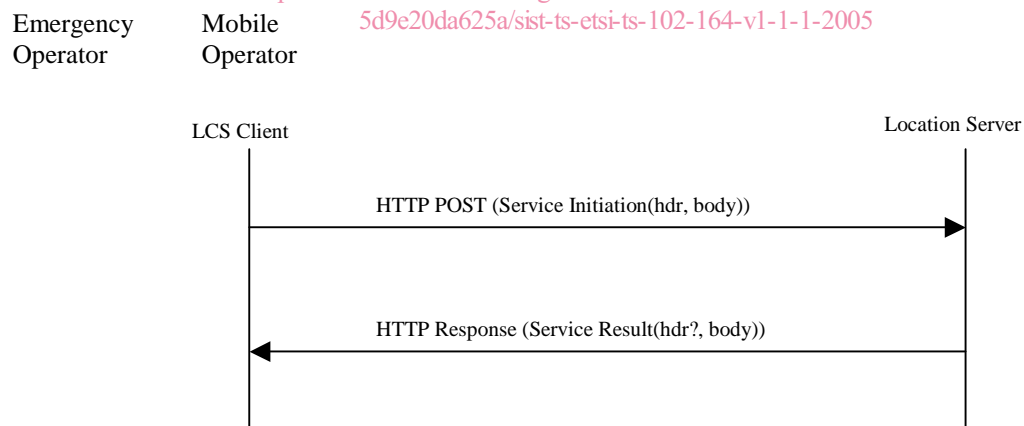 5d9e20da625a/sist-ts-etsi-ts-102-164-v1-1-1-2005
Emergency Mobile
Operator Operator
LCS Client
Location Server
HTTP POST (Service Initiation(hdr, body))
HTTP Response (Service Result(hdr?, body))